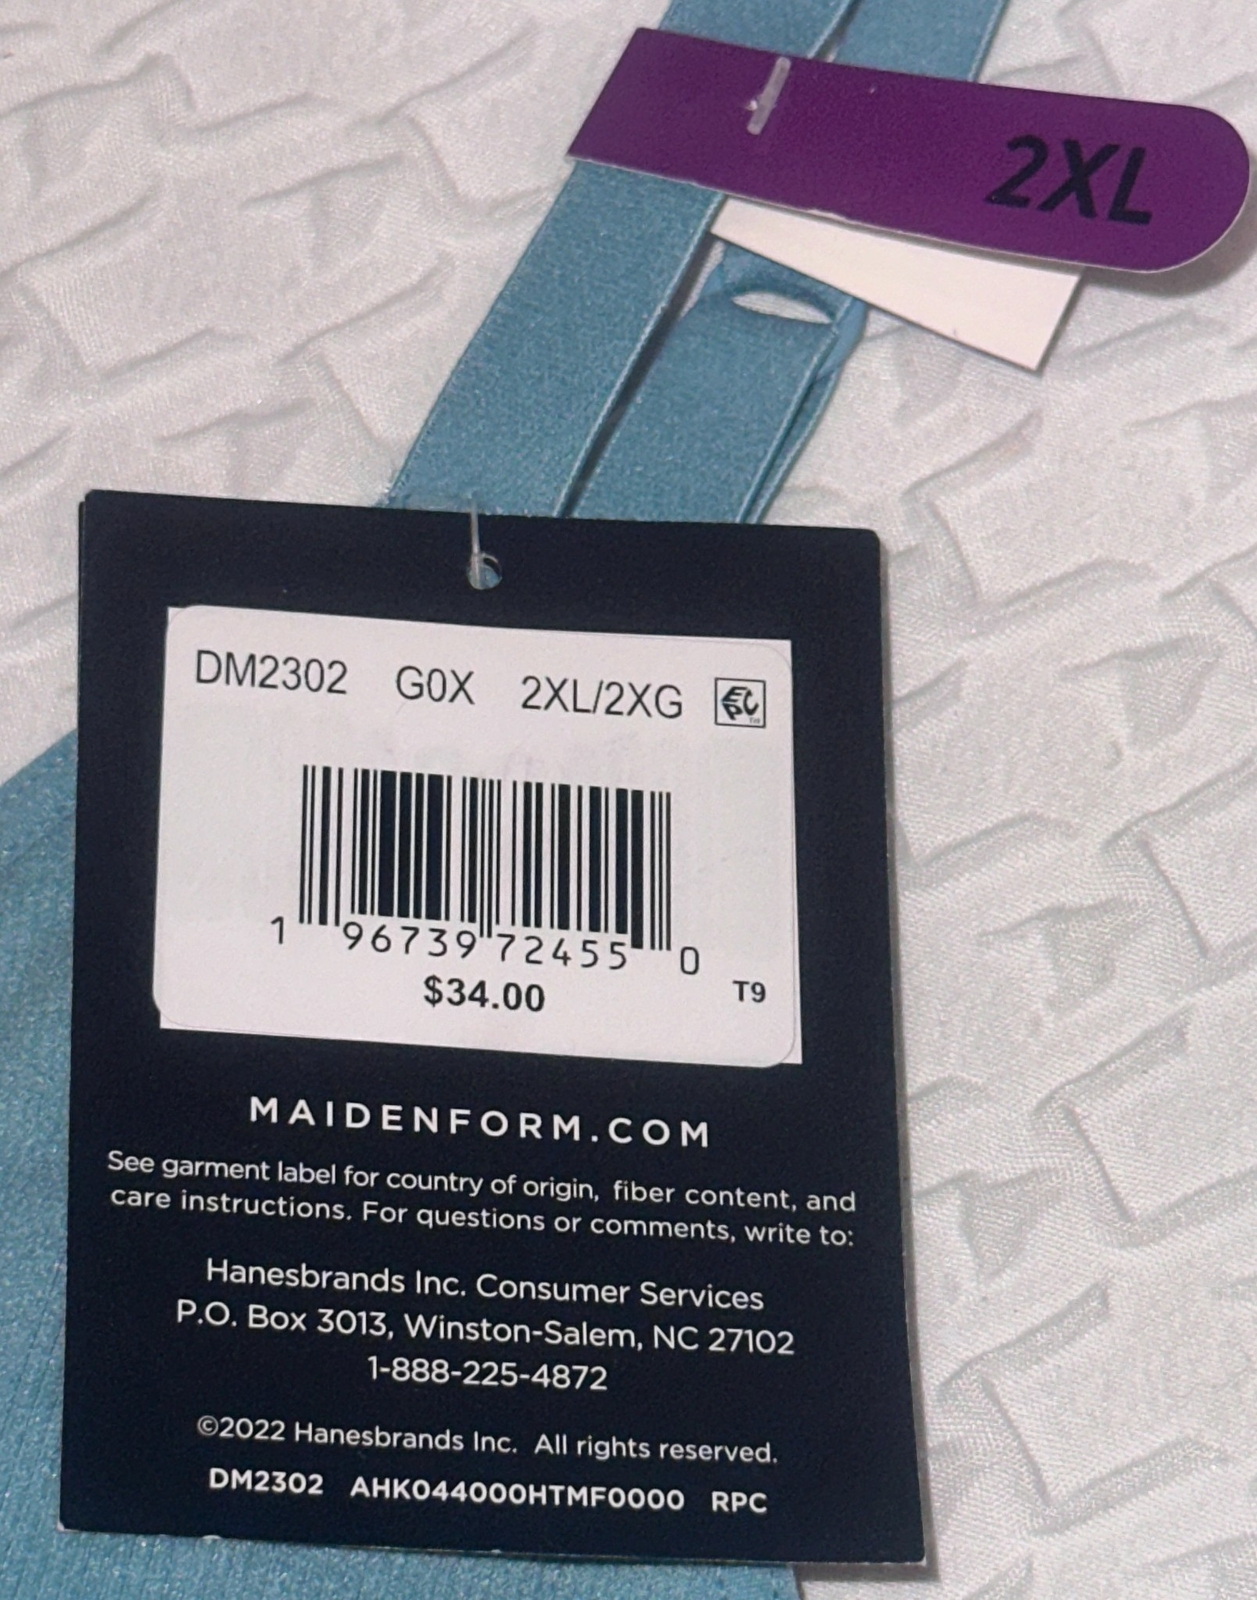 2XL
DM2302 G0X 2XL/2XG EPC TM
1 96739 72455 0
$34.00 T9
MAIDENFORM.COM
See garment label for country of origin, fiber content, and
care instructions. For questions or comments, write to:
Hanesbrands Inc. Consumer Services
P.O. Box 3013, Winston-Salem, NC 27102
1-888-225-4872
©2022 Hanesbrands Inc. All rights reserved.
DM2302 AHK044000HTMF0000 RPC